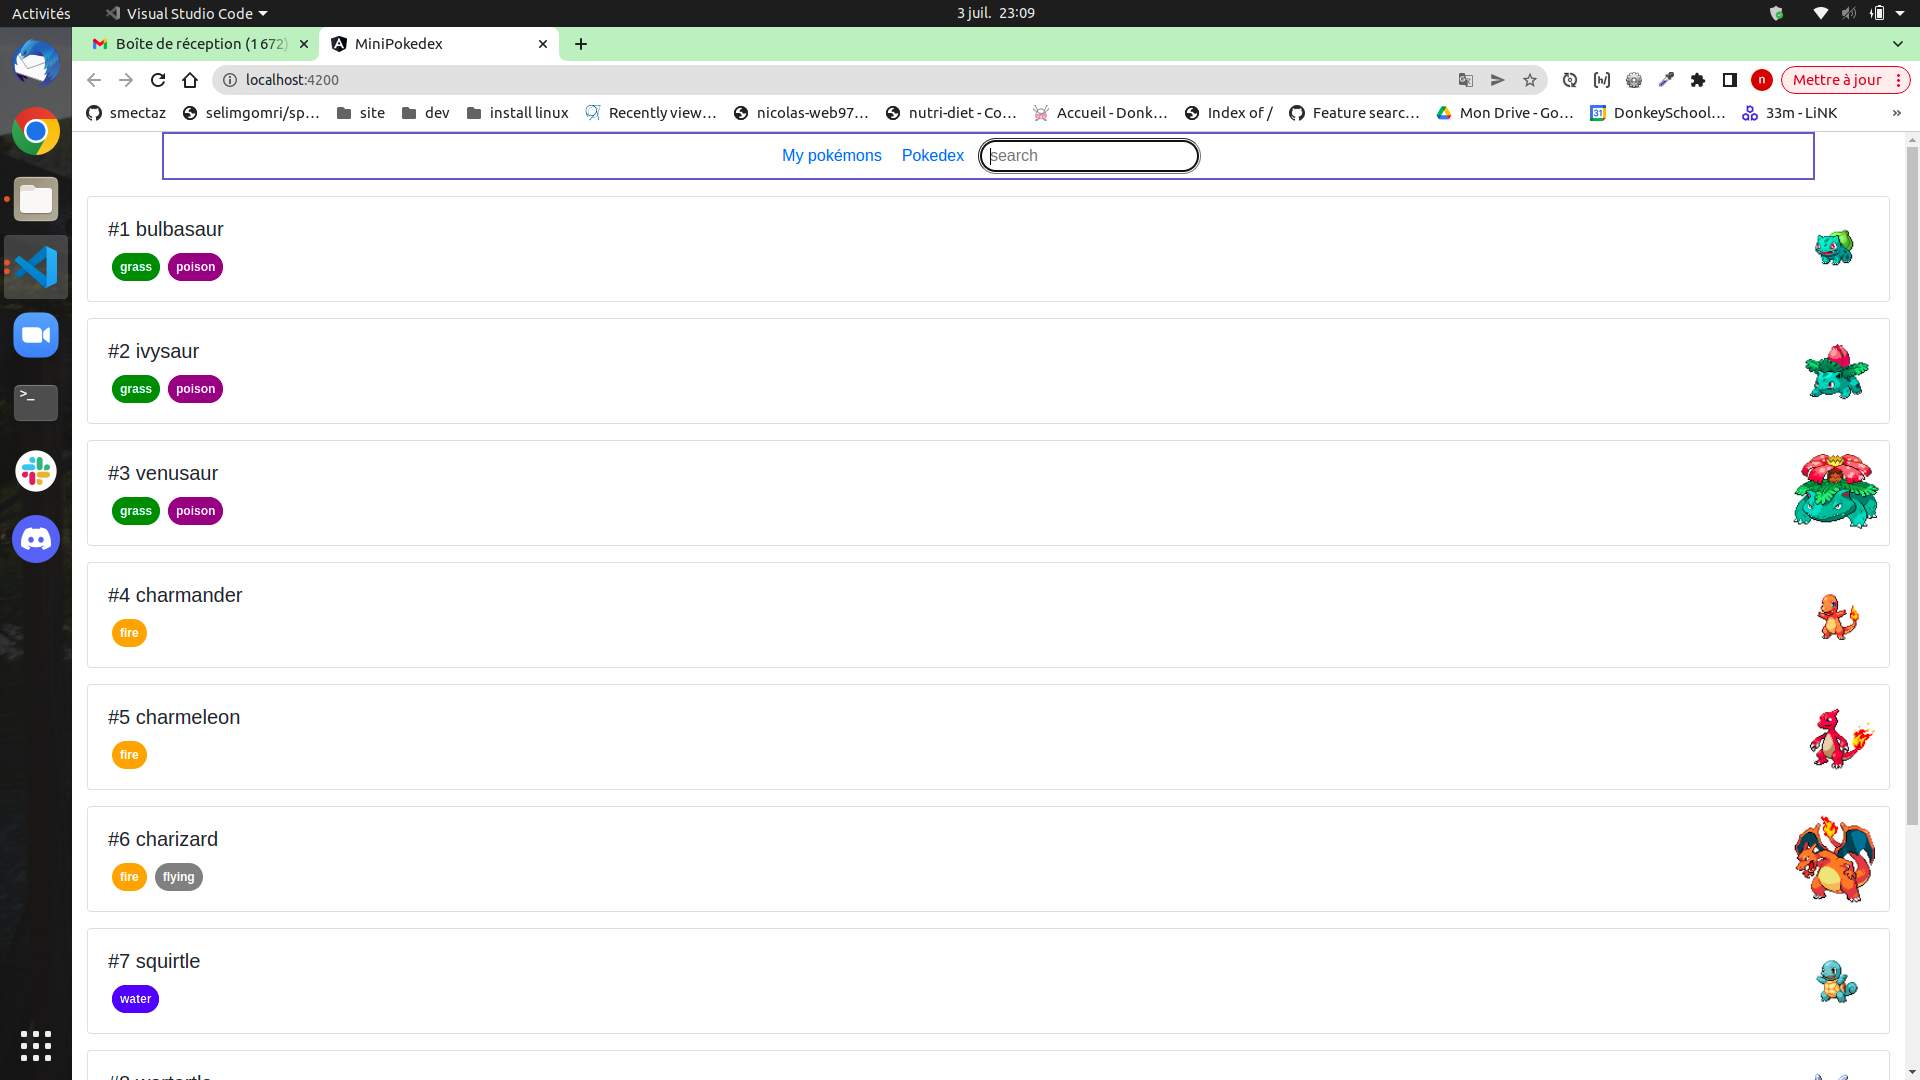 Activités
Visual Studio Code
3 juil. 23:09
Boîte de réception (1 672)
MiniPokedex
localhost:4200
n
Mettre à jour
smectaz
selimgomri/sp…
site
dev
install linux
Recently view…
nicolas-web97…
nutri-diet - Co…
Accueil - Donk…
Index of /
Feature searc…
Mon Drive - Go…
31
DonkeySchool…
33m - LiNK
»
My pokémons
Pokedex
search
#1 bulbasaur
grass
poison
#2 ivysaur
grass
poison
#3 venusaur
grass
poison
#4 charmander
fire
#5 charmeleon
fire
#6 charizard
fire
flying
#7 squirtle
water
>_